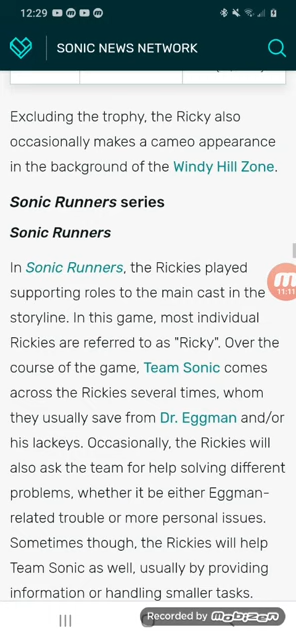 12:29
SONIC NEWS NETWORK
Excluding the trophy, the Ricky also
occasionally makes a cameo appearance
in the background of the Windy Hill Zone.
Sonic Runners series
Sonic Runners
In Sonic Runners, the Rickies played
supporting roles to the main cast in the
storyline. In this game, most individual
11:11
Rickies are referred to as "Ricky". Over the
course of the game, Team Sonic comes
across the Rickies several times, whom
they usually save from Dr. Eggman and/or
his lackeys. Occasionally, the Rickies will
also ask the team for help solving different
problems, whether it be either Eggman-
related trouble or more personal issues.
Sometimes though, the Rickies will help
Team Sonic as well, usually by providing
information or handling smaller tasks.
Recorded by Mobizen